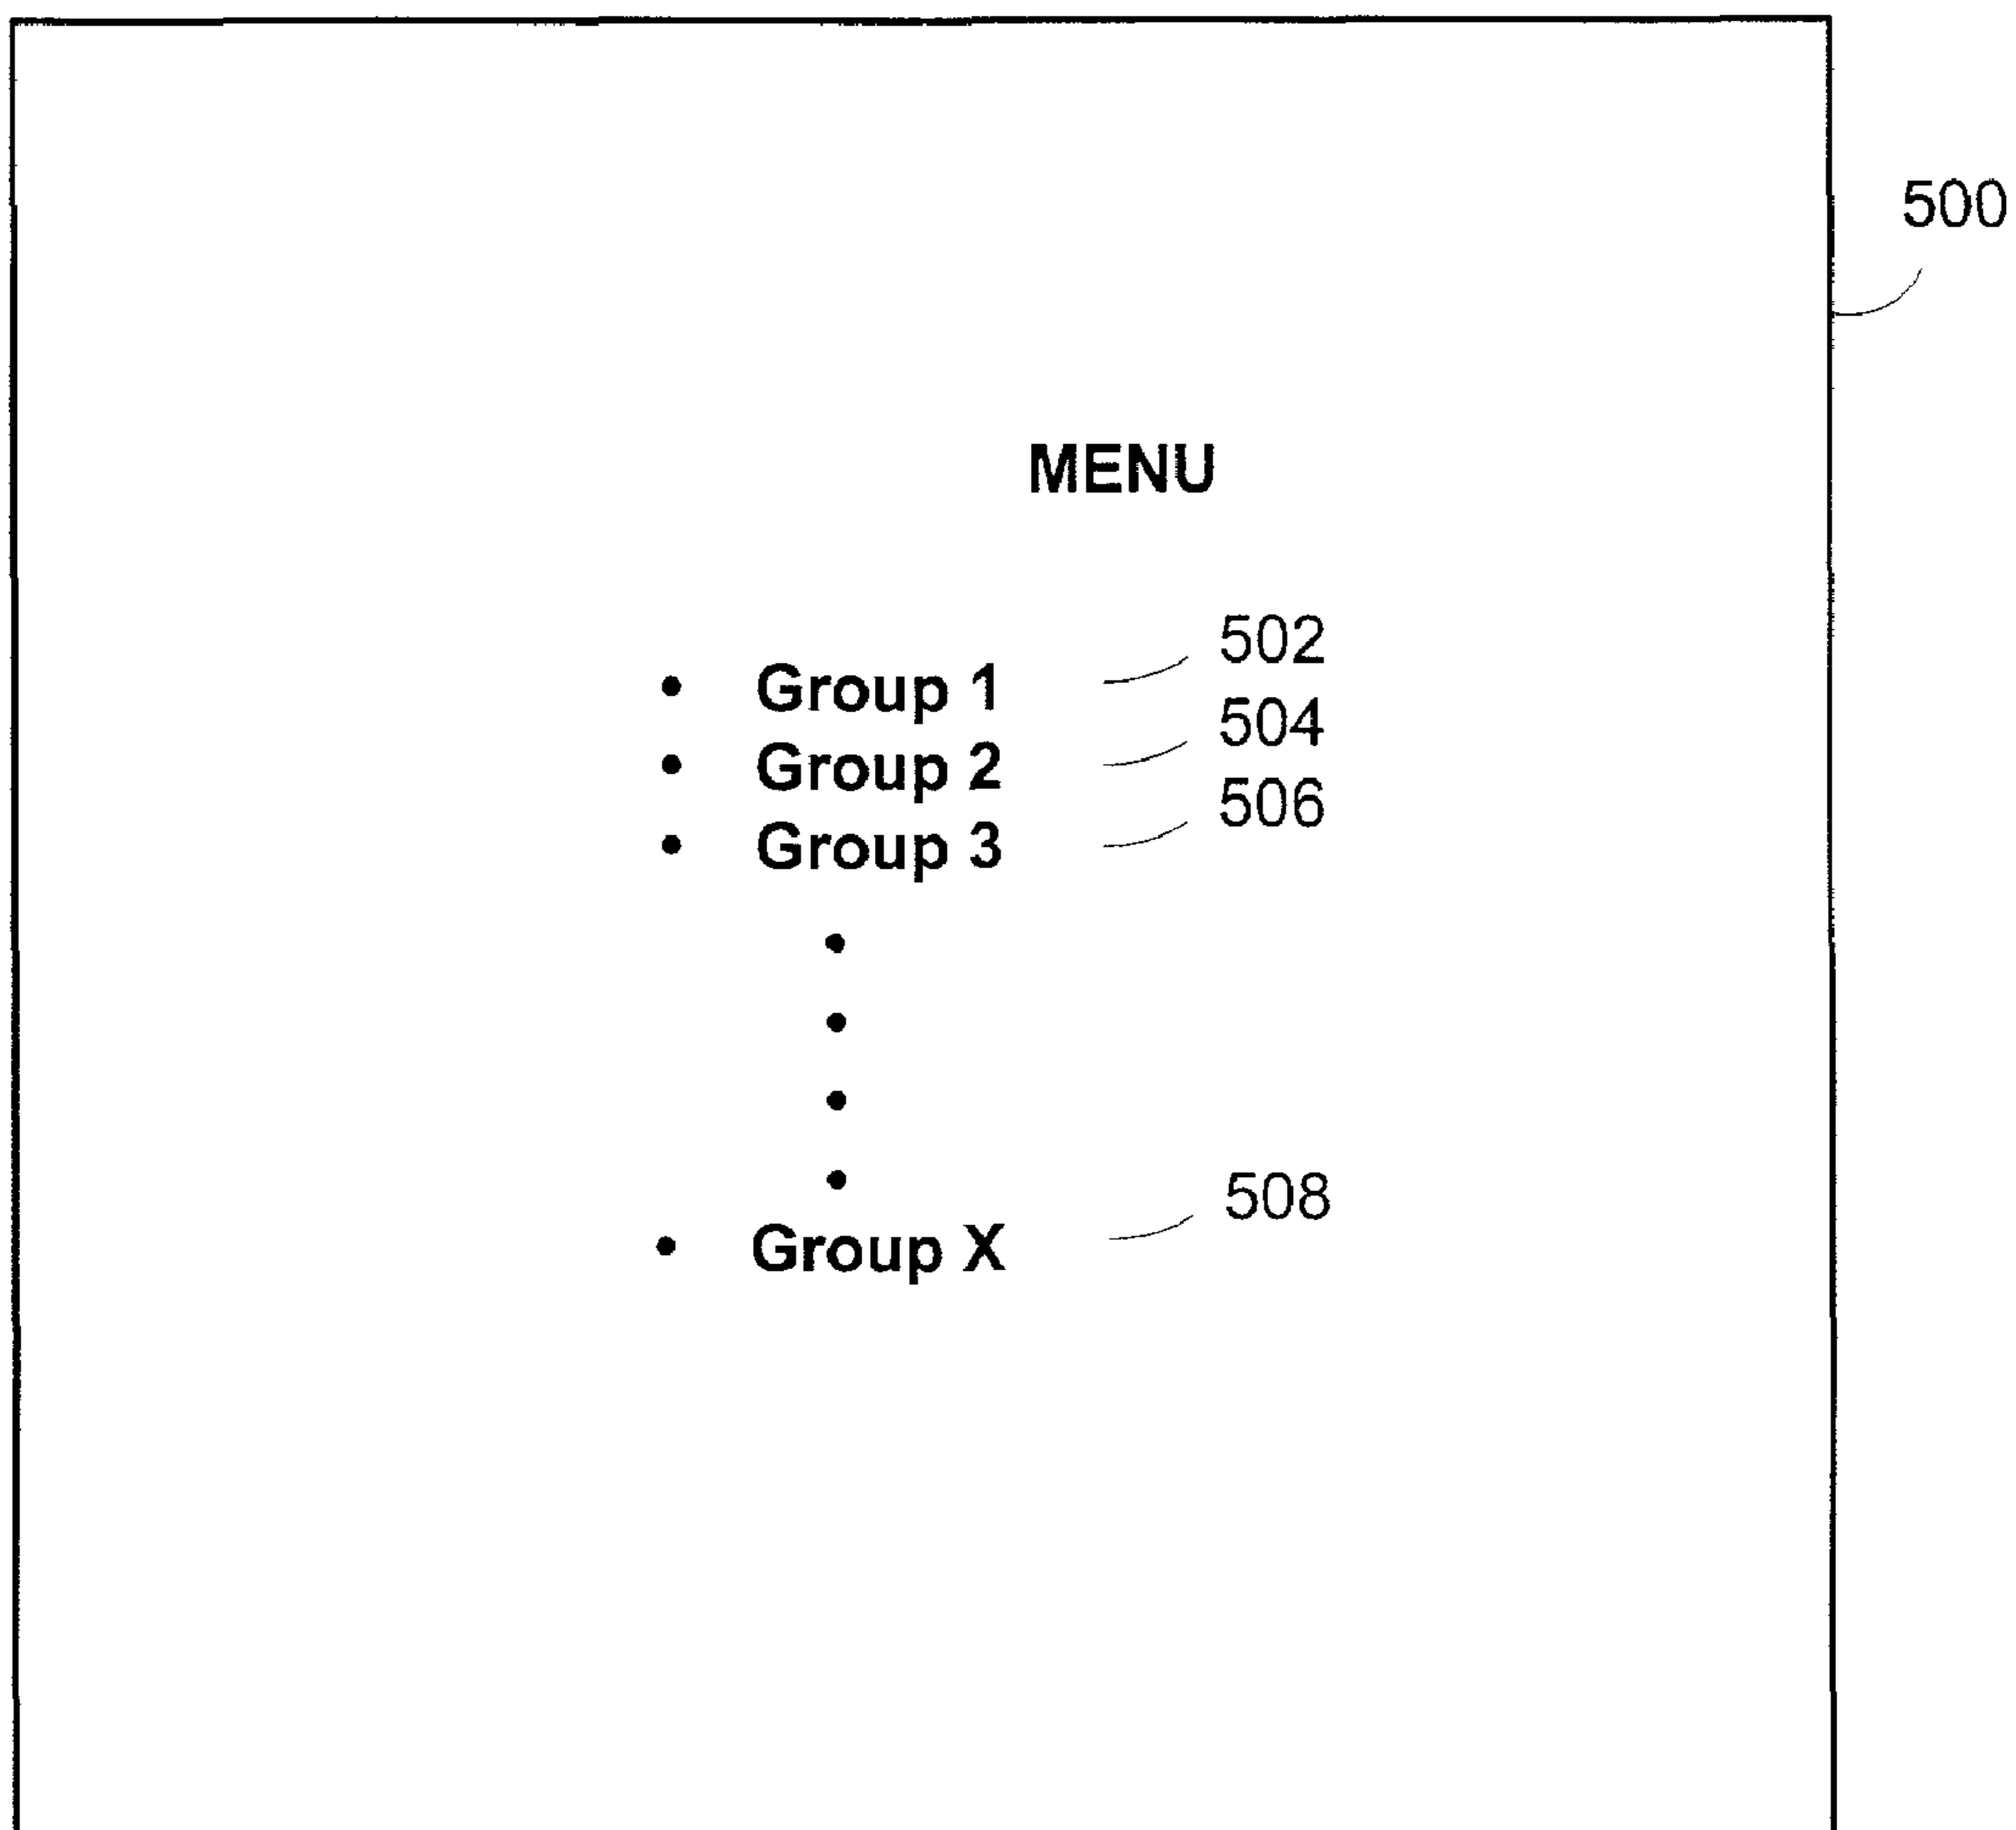 500
MENU
• Group 1 502
• Group 2 504
• Group 3 506
•
•
•
•
• Group X 508